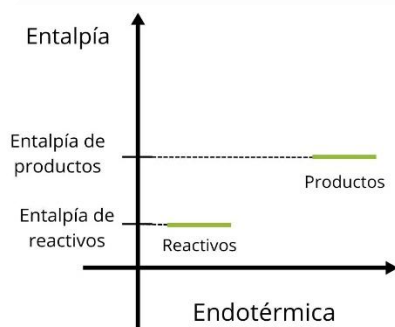 Entalpía
Entalpía de
productos
Productos
Entalpía de
reactivos
Reactivos
Endotérmica